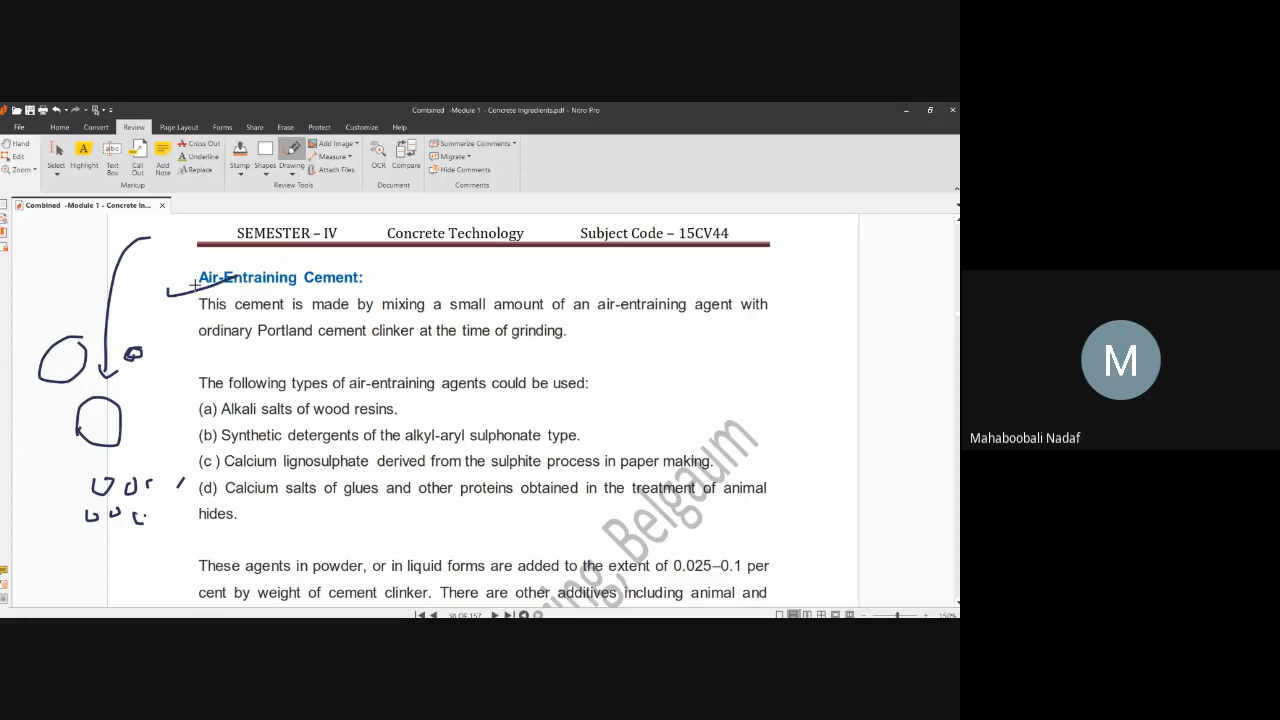 Combined -Module 1 - Concrete Ingredients.pdf - Nitro Pro
File Home Convert Review Page Layout Forms Share Erase Protect Customize Help
Hand
Edit
Zoom
Select Highlight Text Box Call Out Add Note
Cross Out
Underline
Replace
Markup
Stamp Shapes Drawing
Add Image
Measure
Attach Files
Review Tools
OCR Compare
Document
Summarize Comments
Migrate
Hide Comments
Comments
Combined -Module 1 - Concrete In...
SEMESTER – IV Concrete Technology Subject Code – 15CV44
Air-Entraining Cement:
This cement is made by mixing a small amount of an air-entraining agent with
ordinary Portland cement clinker at the time of grinding.
The following types of air-entraining agents could be used:
(a) Alkali salts of wood resins.
(b) Synthetic detergents of the alkyl-aryl sulphonate type.
(c ) Calcium lignosulphate derived from the sulphite process in paper making.
(d) Calcium salts of glues and other proteins obtained in the treatment of animal
hides.
These agents in powder, or in liquid forms are added to the extent of 0.025–0.1 per
cent by weight of cement clinker. There are other additives including animal and
ring, Belgaum
38 OF 157
150%
M
Mahaboobali Nadaf